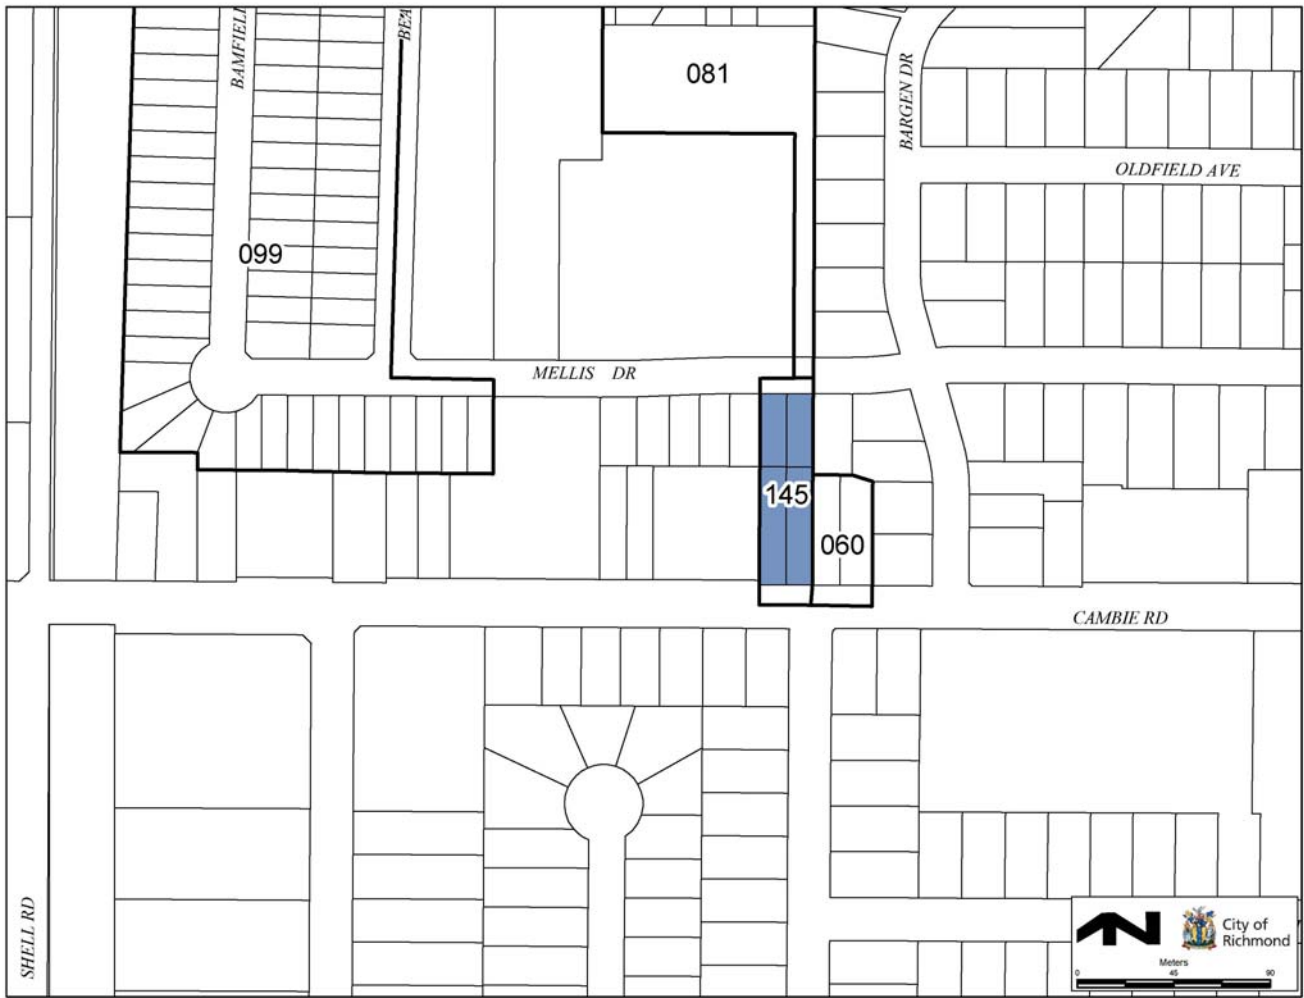 BAMFIEL
BEA
081
BARGEN DR
OLDFIELD AVE
099
MELLIS DR
145
060
CAMBIE RD
SHELL RD
City of
Richmond
Meters
0 45 90